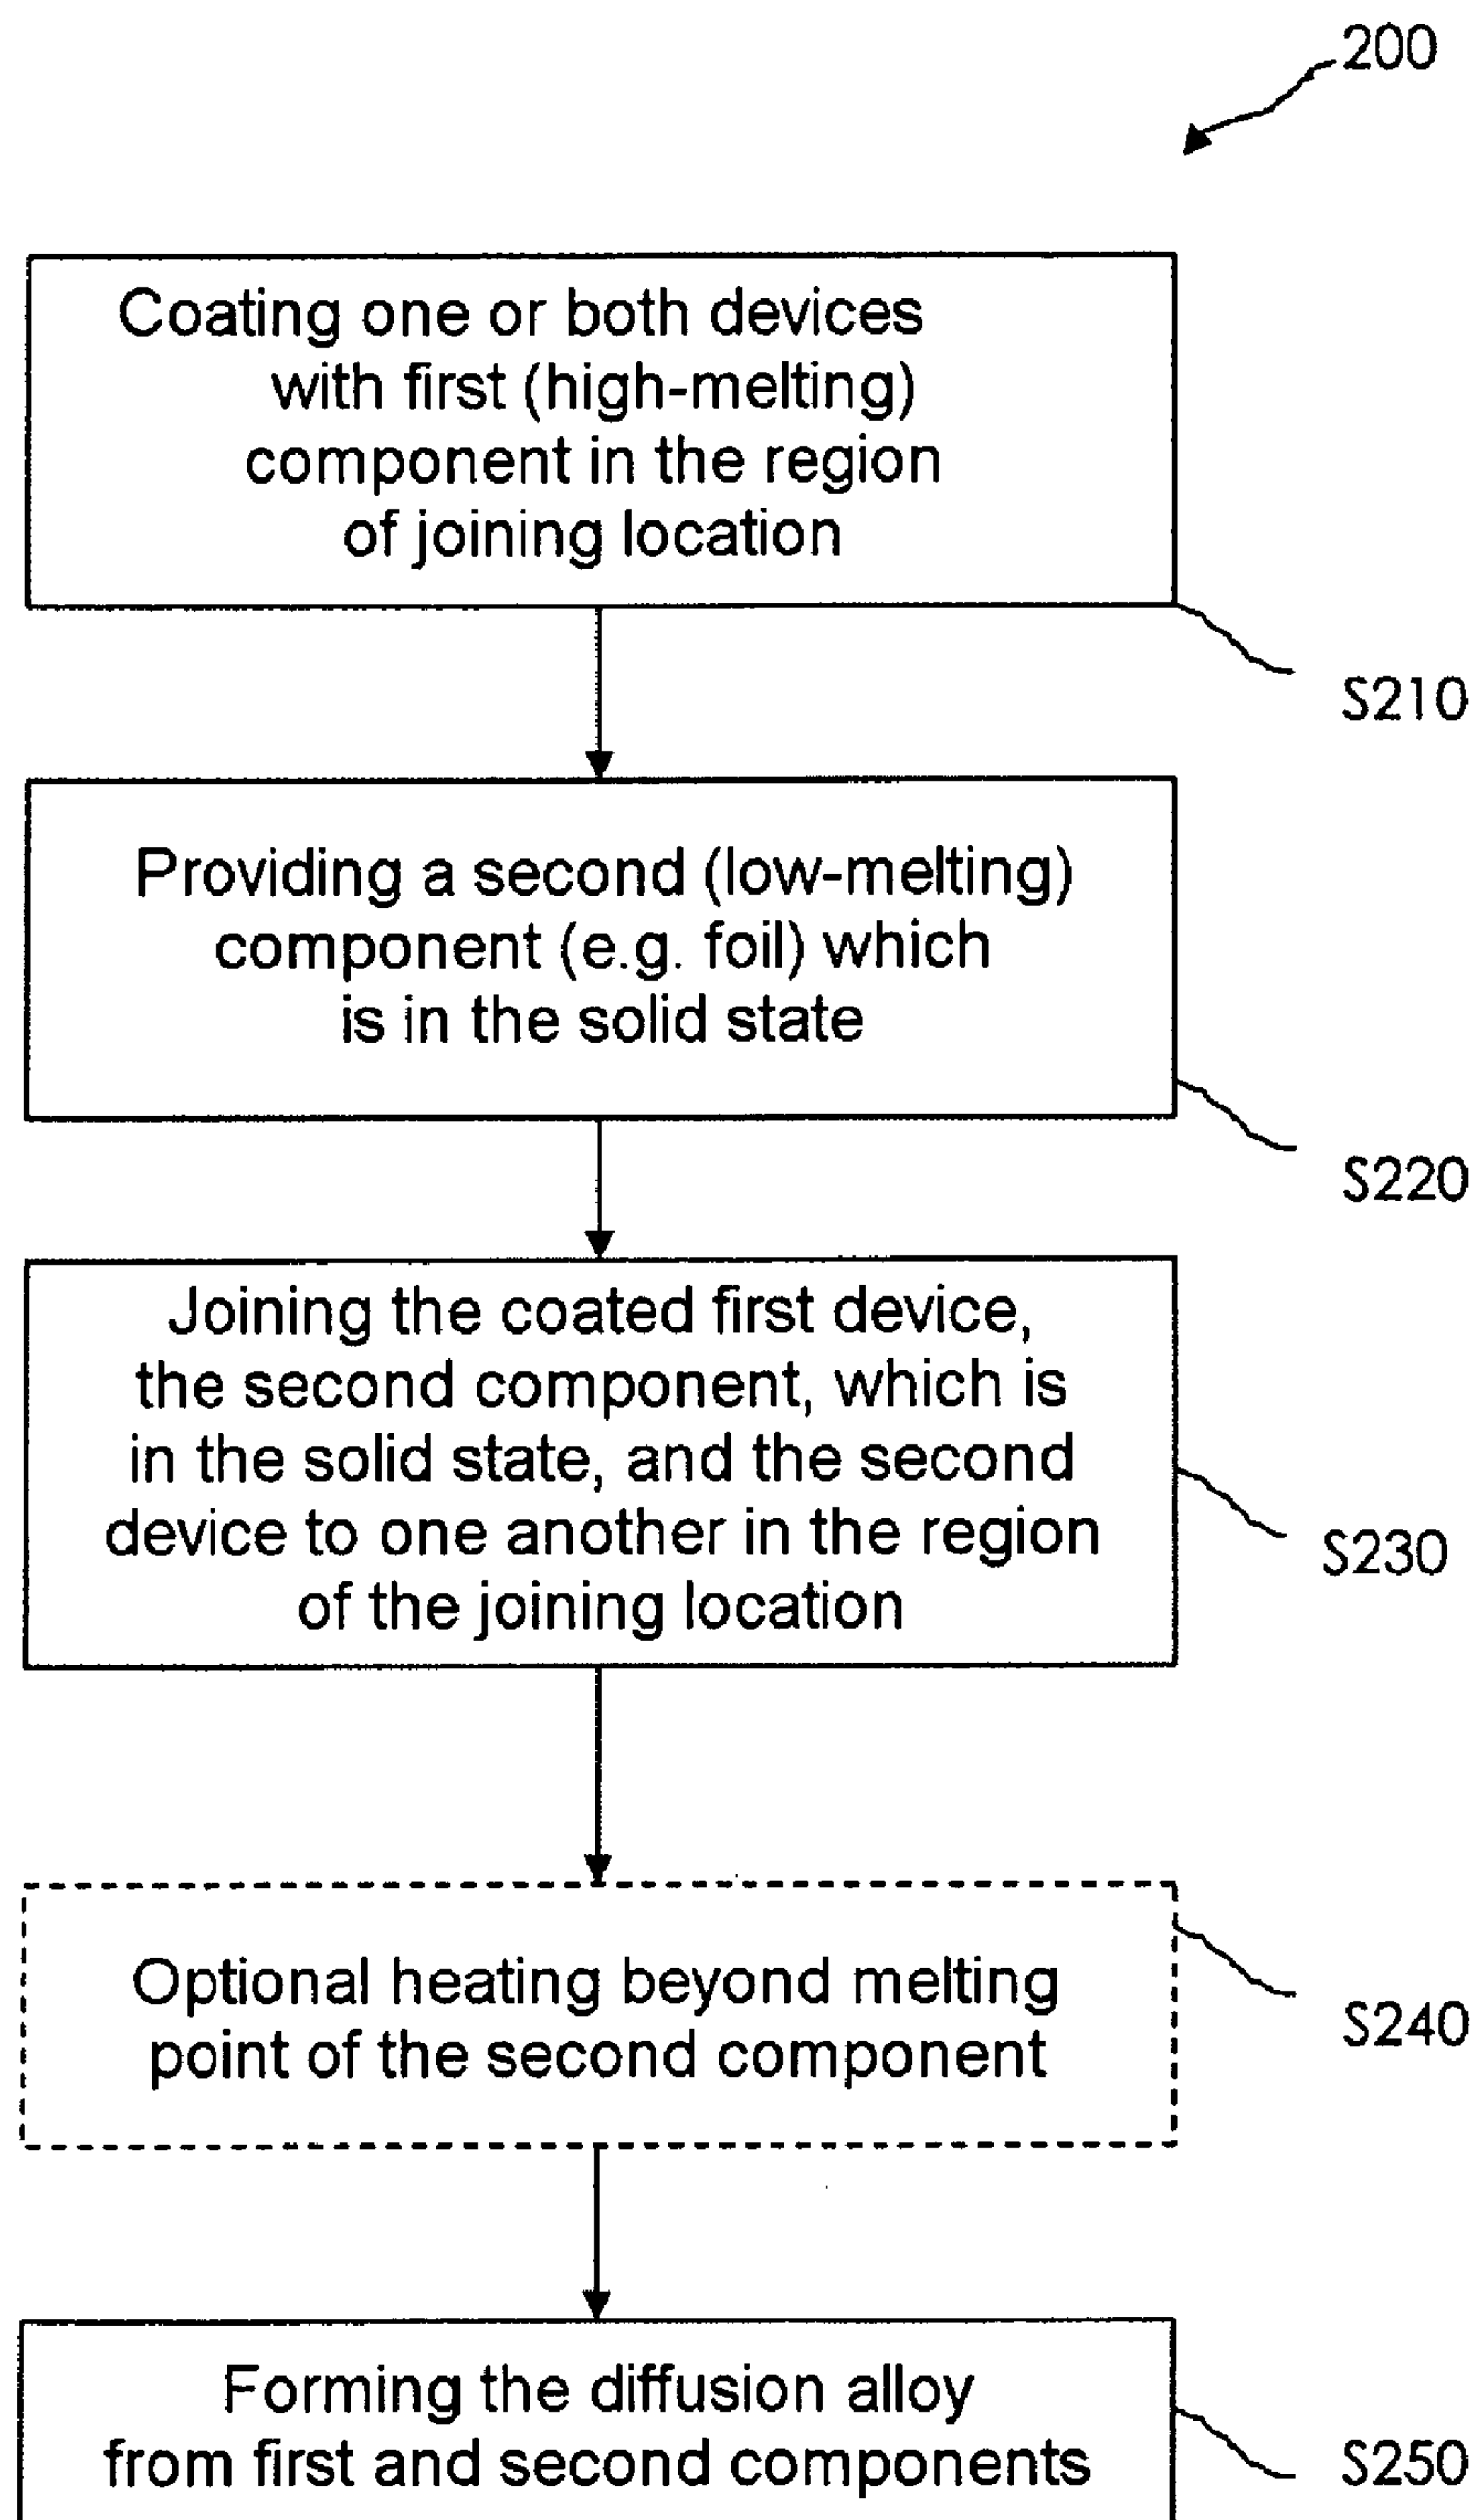 200
Coating one or both devices
with first (high-melting)
component in the region
of joining location
S210
Providing a second (low-melting)
component (e.g. foil) which
is in the solid state
S220
Joining the coated first device,
the second component, which is
in the solid state, and the second
device to one another in the region
of the joining location
S230
Optional heating beyond melting
point of the second component
S240
Forming the diffusion alloy
from first and second components
S250